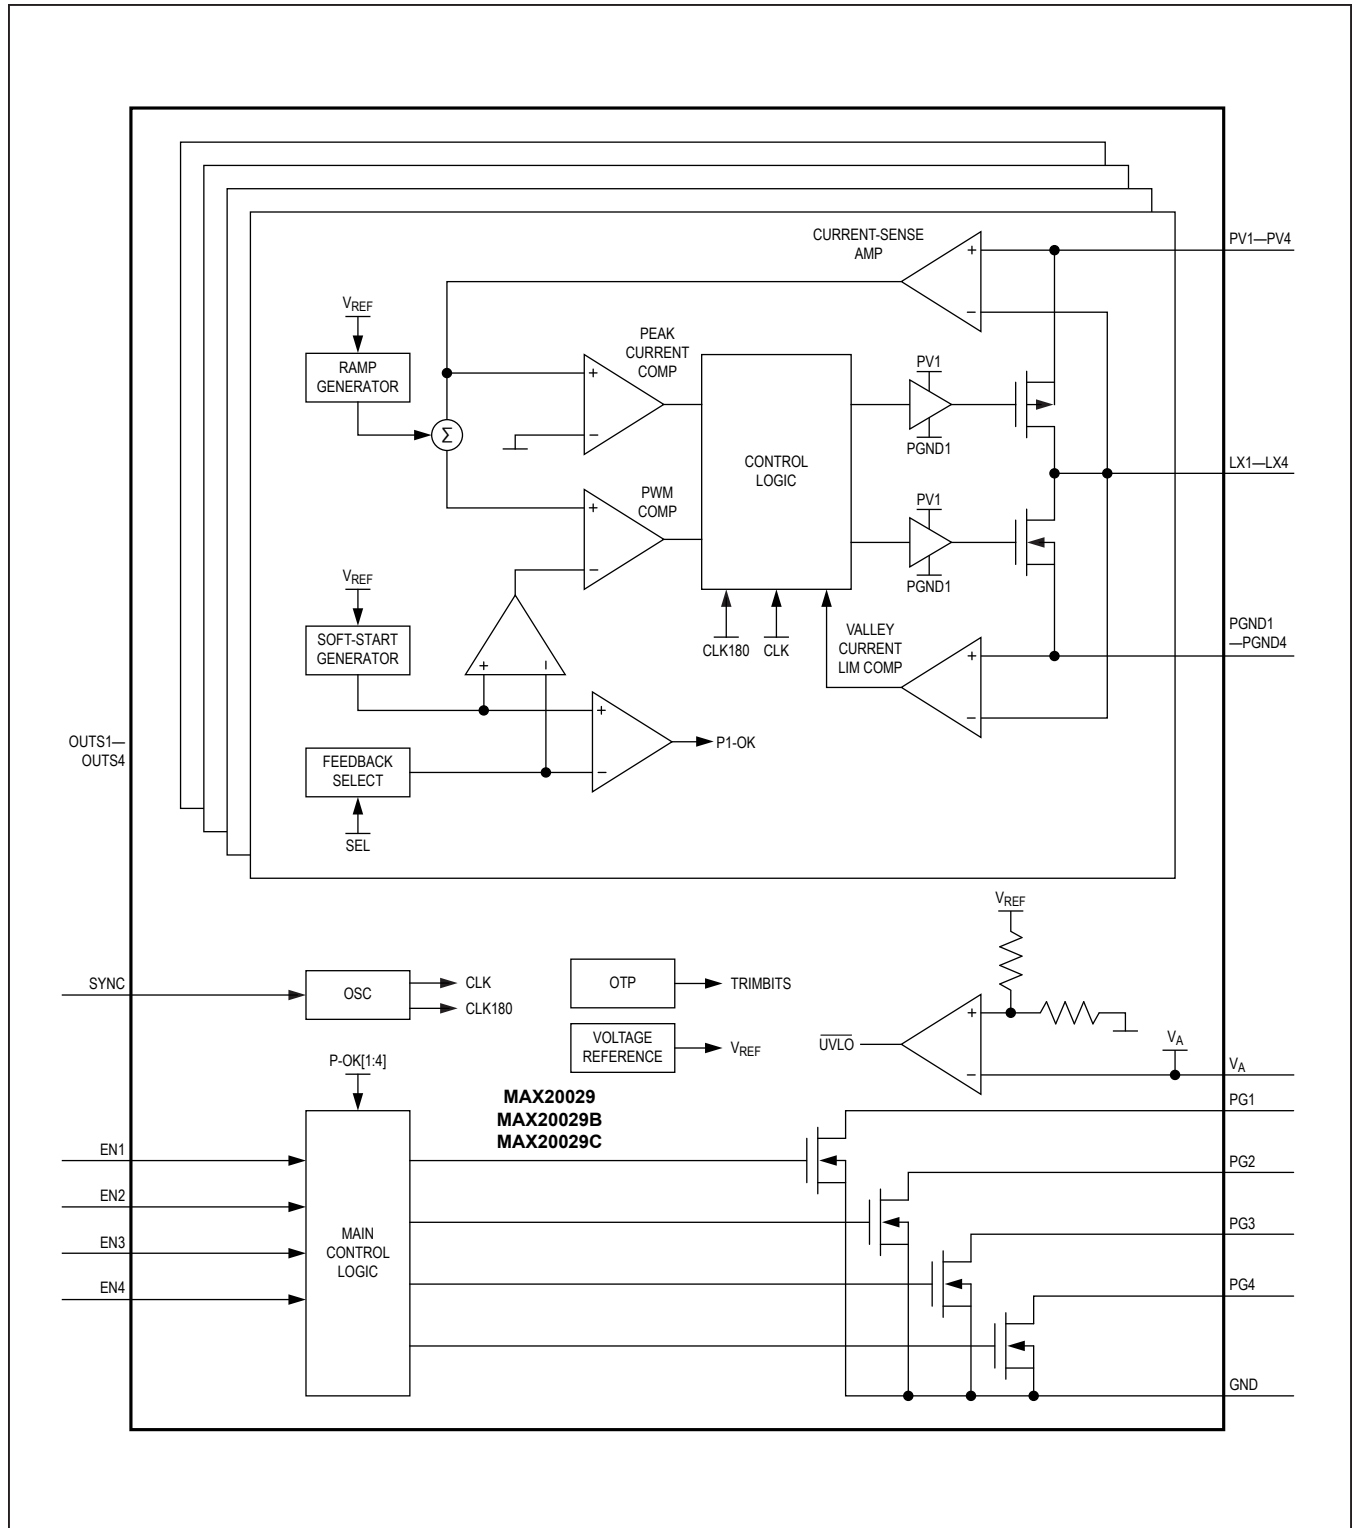 CURRENT-SENSE
AMP
+
−
PV1—PV4
VREF
RAMP
GENERATOR
Σ
PEAK
CURRENT
COMP
+
−
CONTROL
LOGIC
PV1
PGND1
LX1—LX4
PWM
COMP
+
−
PV1
PGND1
VREF
SOFT-START
GENERATOR
+
−
CLK180
CLK
VALLEY
CURRENT
LIM COMP
+
−
PGND1
—PGND4
OUTS1—
OUTS4
FEEDBACK
SELECT
SEL
+
−
P1-OK
SYNC
OSC
CLK
CLK180
OTP
TRIMBITS
VOLTAGE
REFERENCE
VREF
VREF
+
−
UVLO
VA
VA
P-OK[1:4]
MAX20029
MAX20029B
MAX20029C
EN1
EN2
EN3
EN4
MAIN
CONTROL
LOGIC
PG1
PG2
PG3
PG4
GND